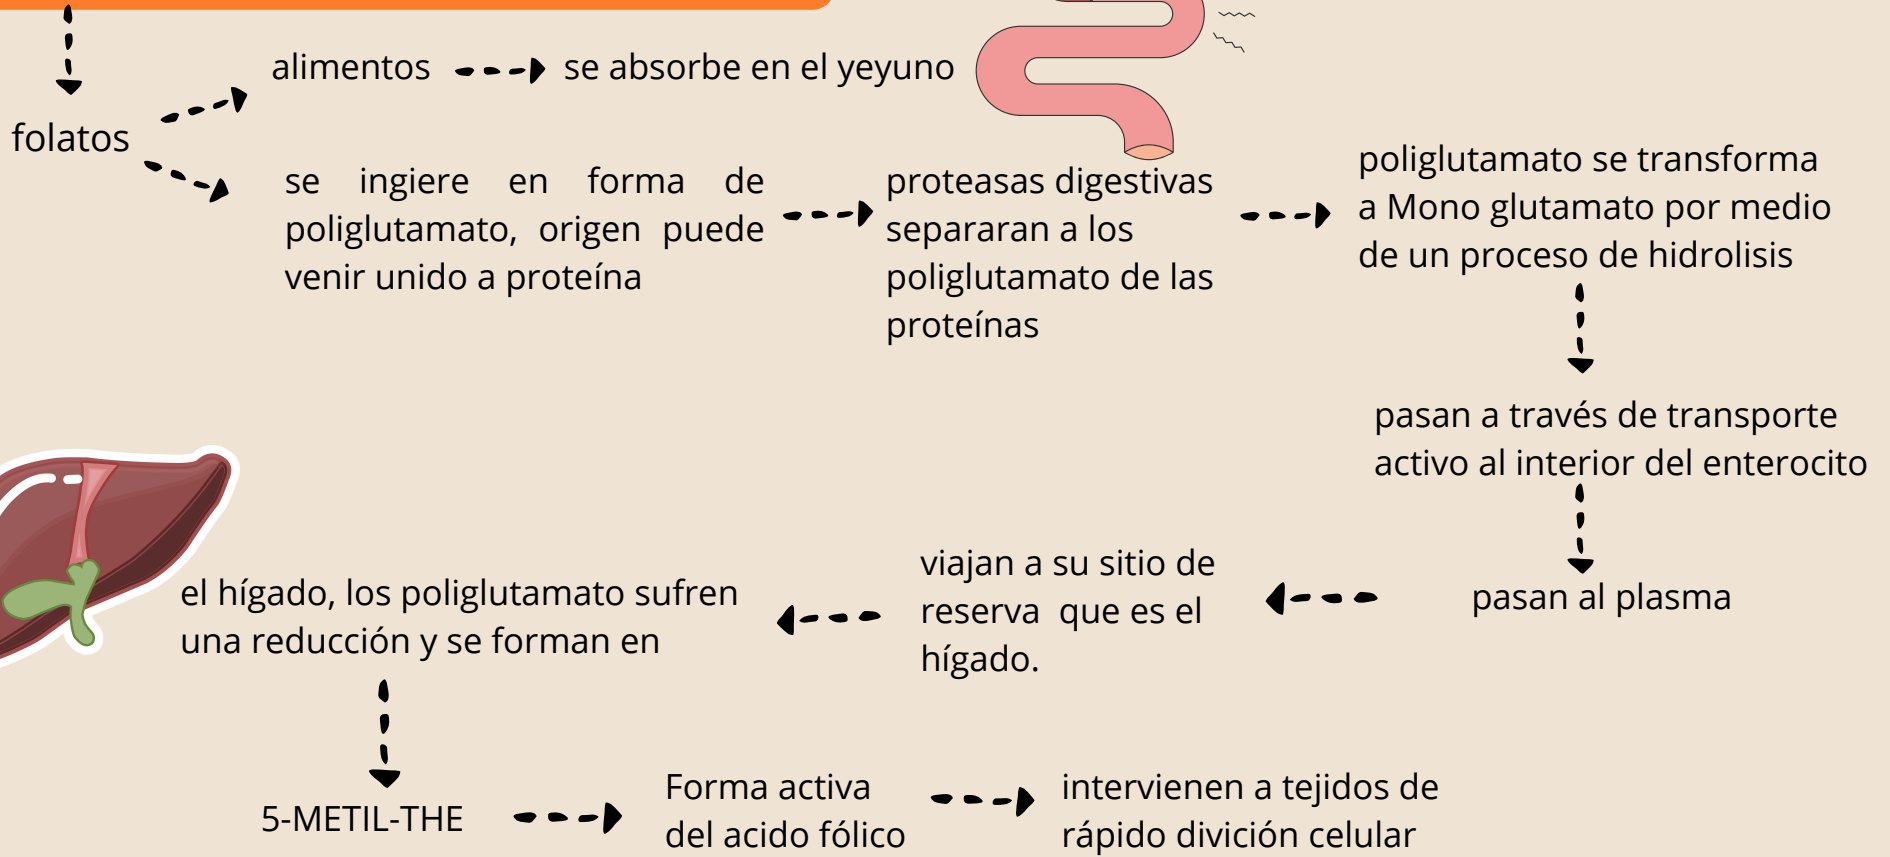 alimentos
se absorbe en el yeyuno
folatos
se ingiere en forma de
poliglutamato, origen puede
venir unido a proteína
proteasas digestivas
separaran a los
poliglutamato de las
proteínas
poliglutamato se transforma
a Mono glutamato por medio
de un proceso de hidrolisis
pasan a través de transporte
activo al interior del enterocito
pasan al plasma
viajan a su sitio de
reserva que es el
hígado.
el hígado, los poliglutamato sufren
una reducción y se forman en
5-METIL-THE
Forma activa
del acido fólico
intervienen a tejidos de
rápido divición celular